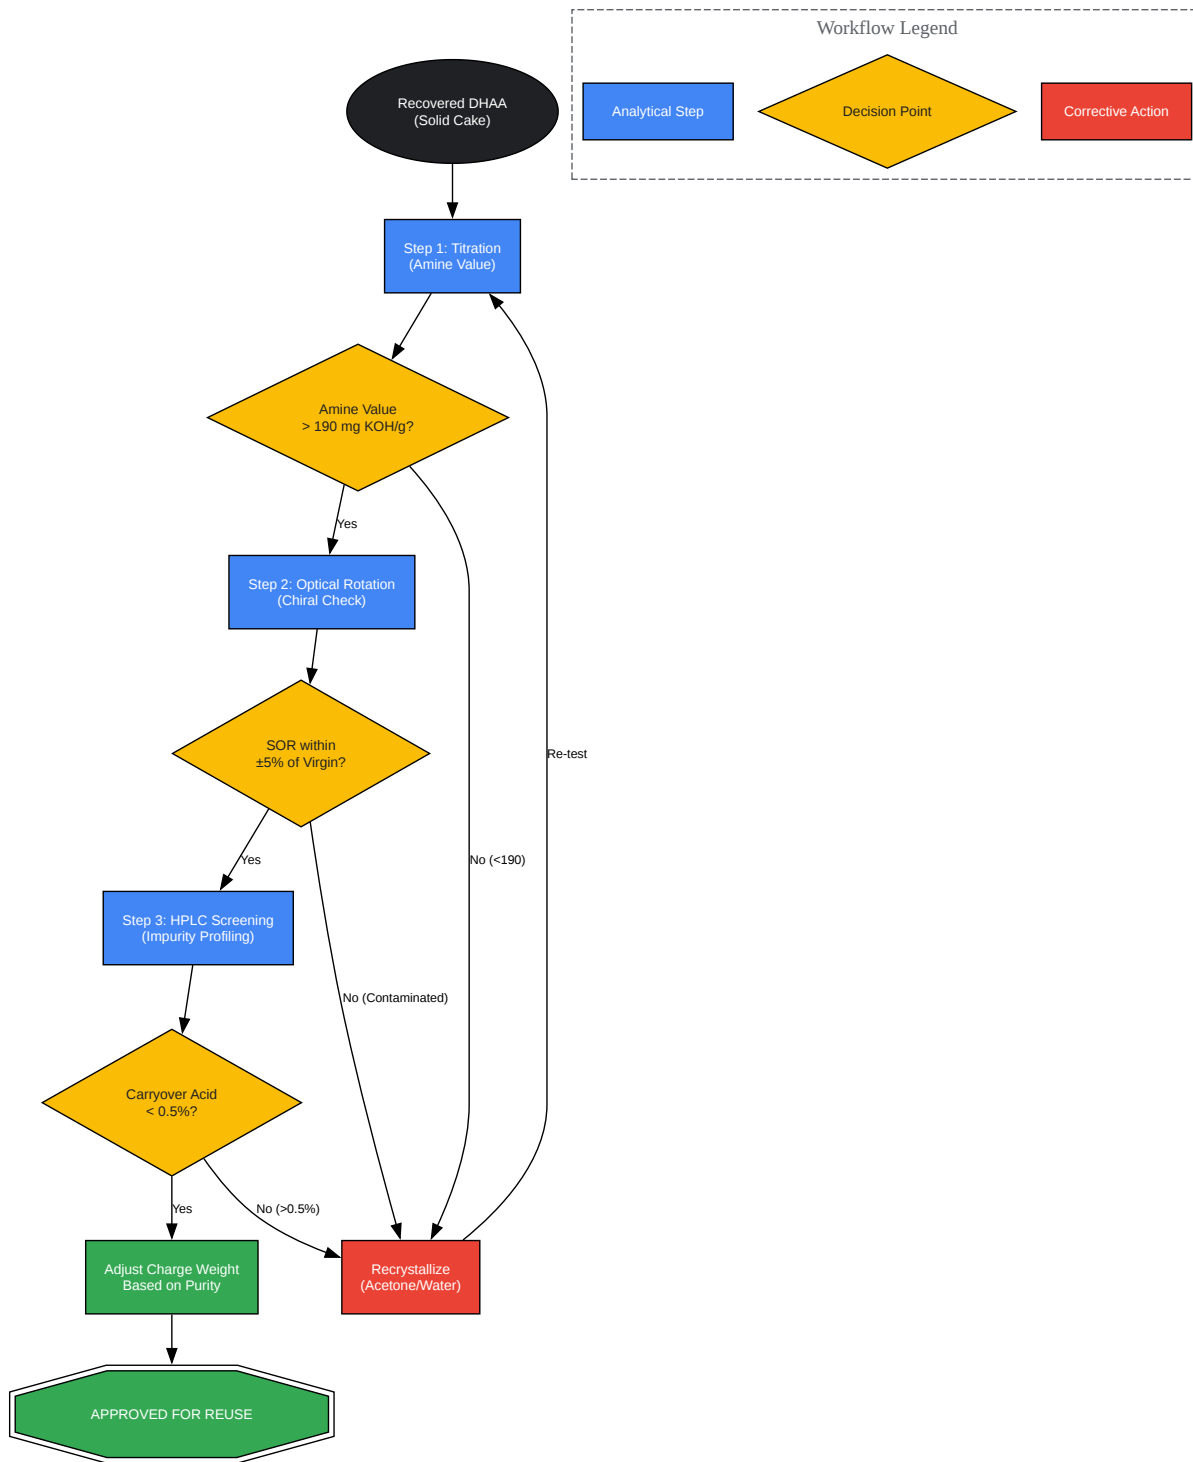 Workflow Legend
Analytical Step
Decision Point
Corrective Action
Recovered DHAA
(Solid Cake)
Step 1: Titration
(Amine Value)
Amine Value
> 190 mg KOH/g?
Yes
Step 2: Optical Rotation
(Chiral Check)
SOR within
±5% of Virgin?
Re-test
Yes
No (<190)
Step 3: HPLC Screening
(Impurity Profiling)
No (Contaminated)
Carryover Acid
< 0.5%?
Yes
No (>0.5%)
Adjust Charge Weight
Based on Purity
Recrystallize
(Acetone/Water)
APPROVED FOR REUSE